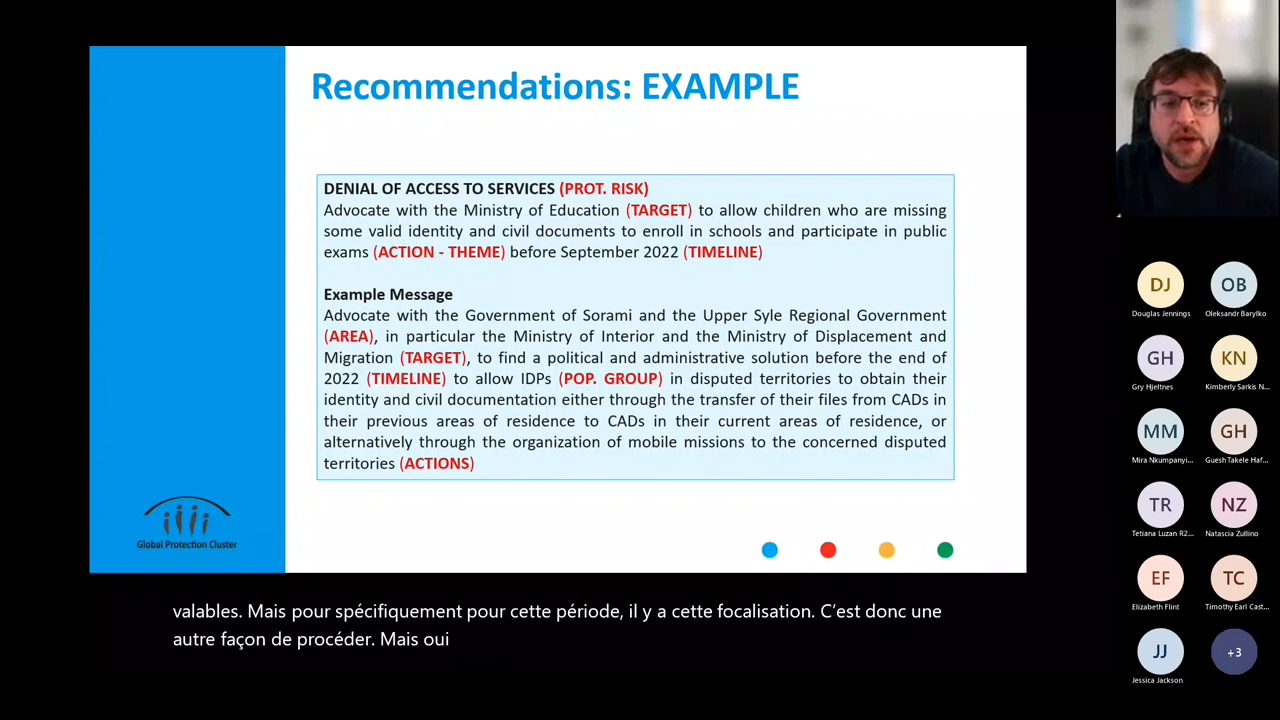 Recommendations: EXAMPLE
DENIAL OF ACCESS TO SERVICES (PROT. RISK)
Advocate with the Ministry of Education (TARGET) to allow children who are missing
some valid identity and civil documents to enroll in schools and participate in public
exams (ACTION - THEME) before September 2022 (TIMELINE)
Example Message
Advocate with the Government of Sorami and the Upper Syle Regional Government
(AREA), in particular the Ministry of Interior and the Ministry of Displacement and
Migration (TARGET), to find a political and administrative solution before the end of
2022 (TIMELINE) to allow IDPs (POP. GROUP) in disputed territories to obtain their
identity and civil documentation either through the transfer of their files from CADs in
their previous areas of residence to CADs in their current areas of residence, or
alternatively through the organization of mobile missions to the concerned disputed
territories (ACTIONS)
Global Protection Cluster
valables. Mais pour spécifiquement pour cette période, il y a cette focalisation. C’est donc une
autre façon de procéder. Mais oui
DJ
Douglas Jennings
OB
Oleksandr Barylko
GH
Gry Hjeltnes
KN
Kimberly Sarkis N...
MM
Mira Nkumpanyi...
GH
Guesh Takele Haf...
TR
Tetiana Luzan R2...
NZ
Natascia Zullino
EF
Elizabeth Flint
TC
Timothy Earl Cast...
JJ
Jessica Jackson
+3